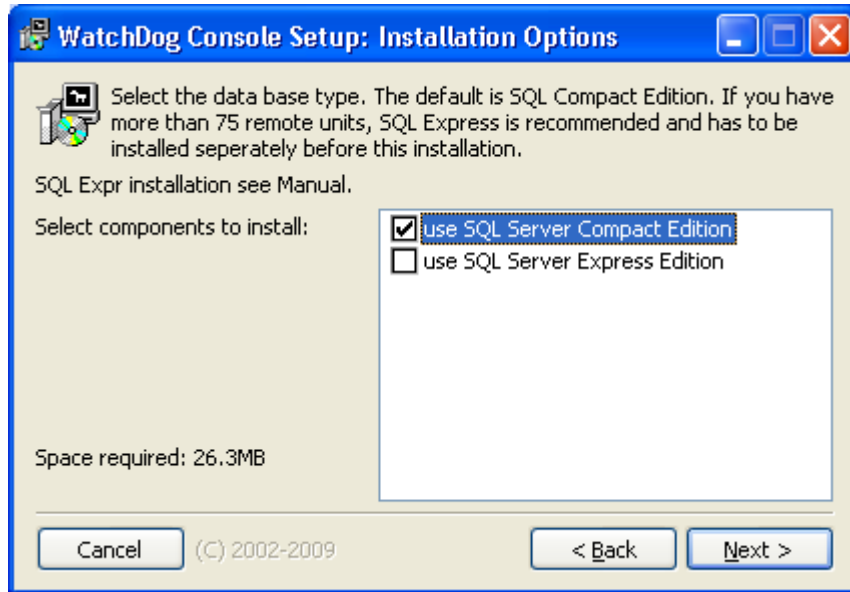 WatchDog Console Setup: Installation Options
Select the data base type. The default is SQL Compact Edition. If you have
more than 75 remote units, SQL Express is recommended and has to be
installed seperately before this installation.
SQL Expr installation see Manual.
Select components to install:
use SQL Server Compact Edition
use SQL Server Express Edition
Space required: 26.3MB
Cancel
(C) 2002-2009
< Back
Next >